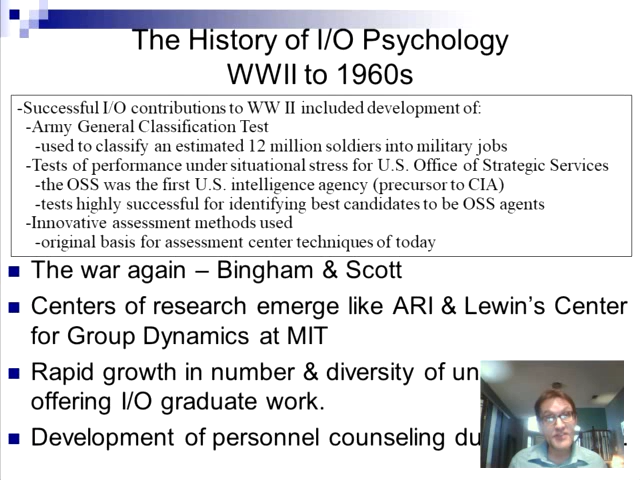 The History of I/O Psychology
WWII to 1960s
-Successful I/O contributions to WW II included development of:
-Army General Classification Test
-used to classify an estimated 12 million soldiers into military jobs
-Tests of performance under situational stress for U.S. Office of Strategic Services
-the OSS was the first U.S. intelligence agency (precursor to CIA)
-tests highly successful for identifying best candidates to be OSS agents
-Innovative assessment methods used
-original basis for assessment center techniques of today
The war again – Bingham & Scott
Centers of research emerge like ARI & Lewin's Center
for Group Dynamics at MIT
Rapid growth in number & diversity of un
offering I/O graduate work.
Development of personnel counseling du